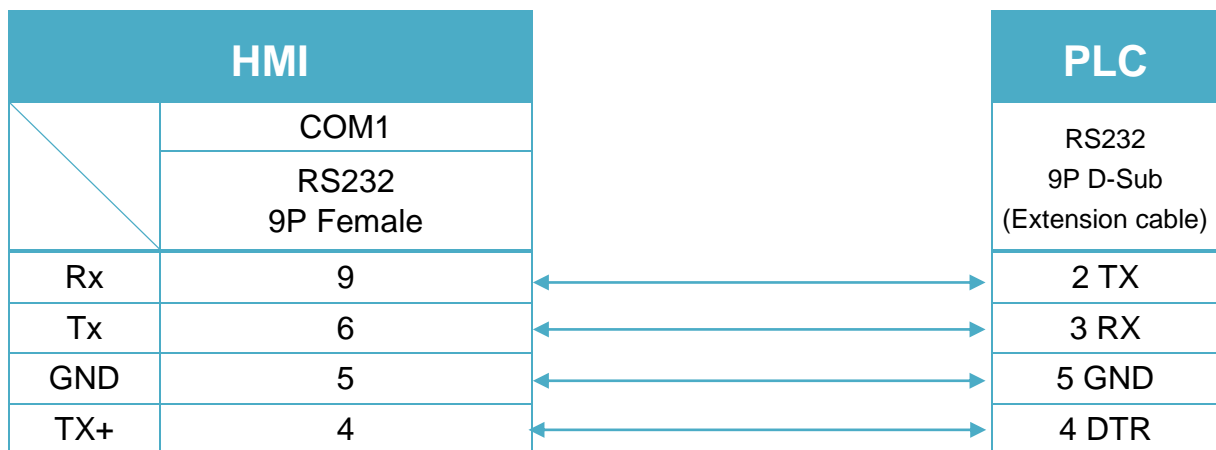 HMI
PLC
COM1
RS232
9P Female
RS232
9P D-Sub
(Extension cable)
Rx 9 2 TX
Tx 6 3 RX
GND 5 5 GND
TX+ 4 4 DTR